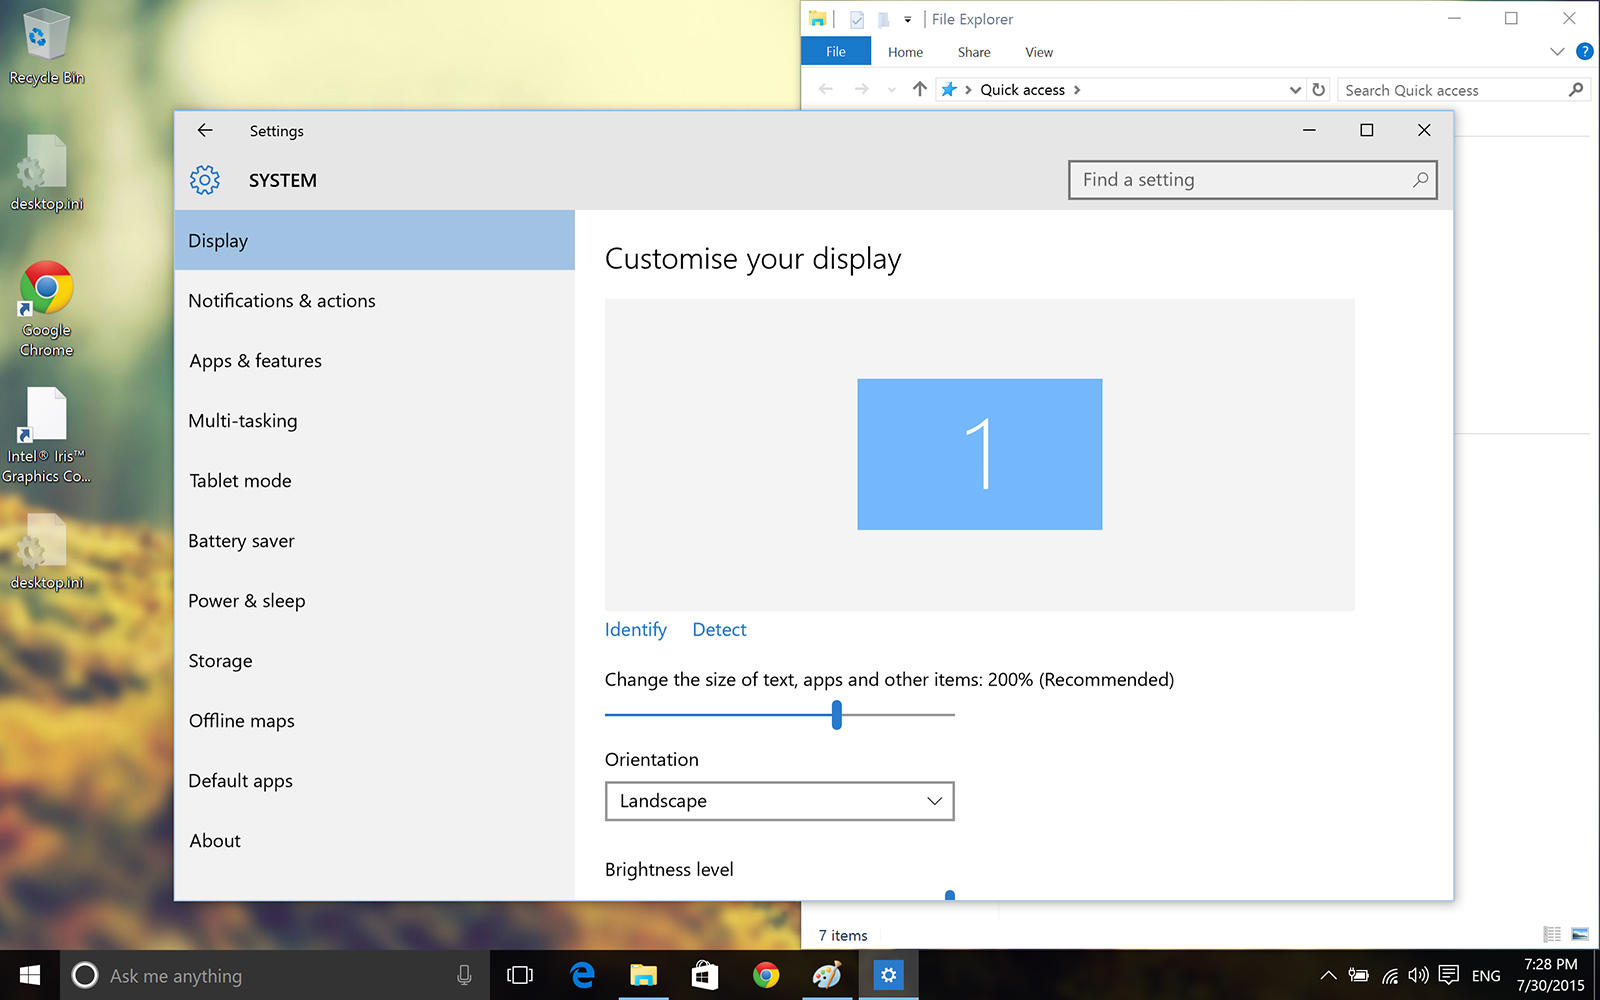 Recycle Bin
desktop.ini
Google
Chrome
Intel® Iris™
Graphics Co...
desktop.ini
File Explorer
File Home Share View
Quick access
Search Quick access
Settings
SYSTEM
Find a setting
Display
Notifications & actions
Apps & features
Multi-tasking
Tablet mode
Battery saver
Power & sleep
Storage
Offline maps
Default apps
About
Customise your display
1
Identify Detect
Change the size of text, apps and other items: 200% (Recommended)
Orientation
Landscape
Brightness level
7 items
Ask me anything
ENG
7:28 PM
7/30/2015